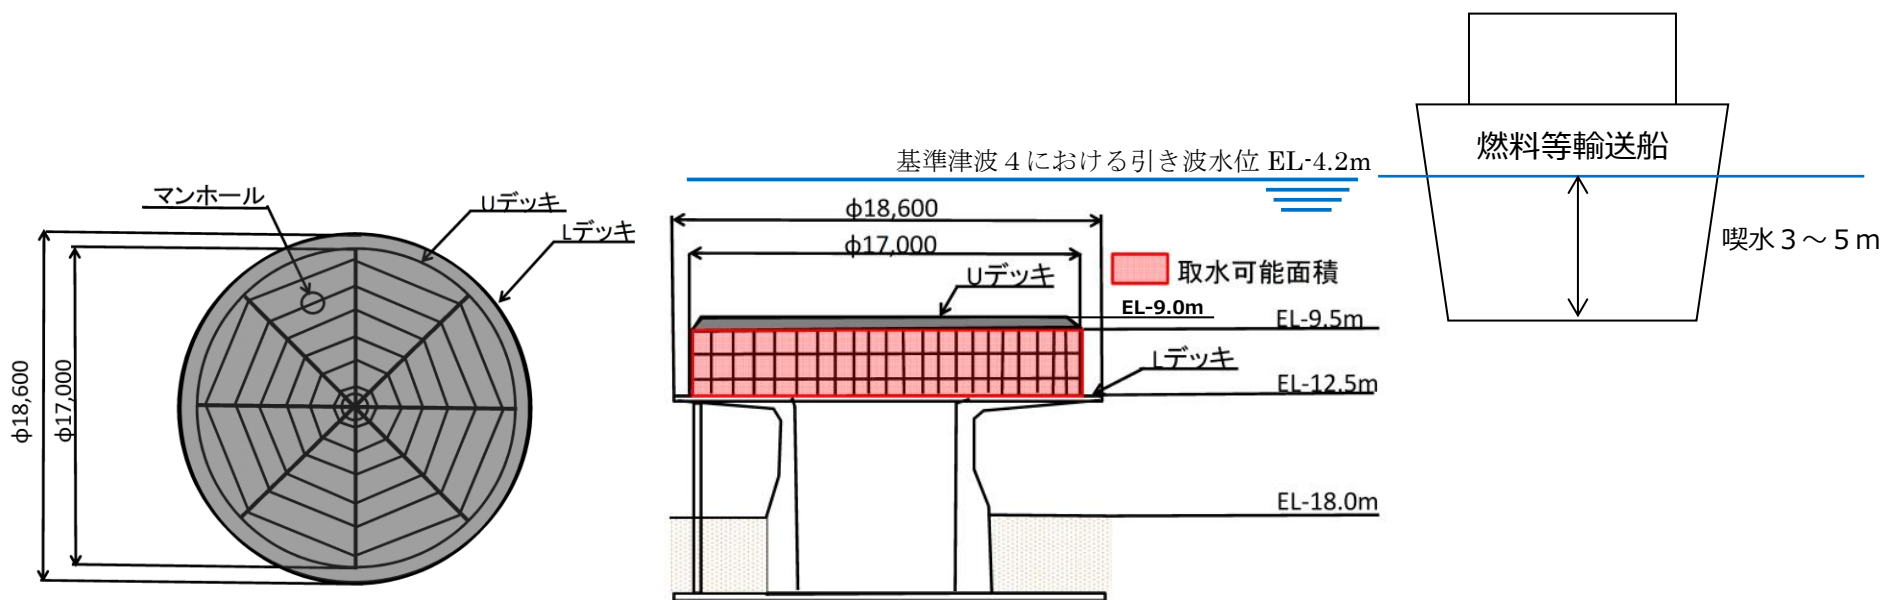 マンホール
Uデッキ
Lデッキ
φ18,600
φ17,000
基準津波４における引き波水位 EL-4.2m
φ18,600
φ17,000
Uデッキ
取水可能面積
EL-9.0m
EL-9.5m
Lデッキ
EL-12.5m
EL-18.0m
燃料等輸送船
喫水３～５ｍ